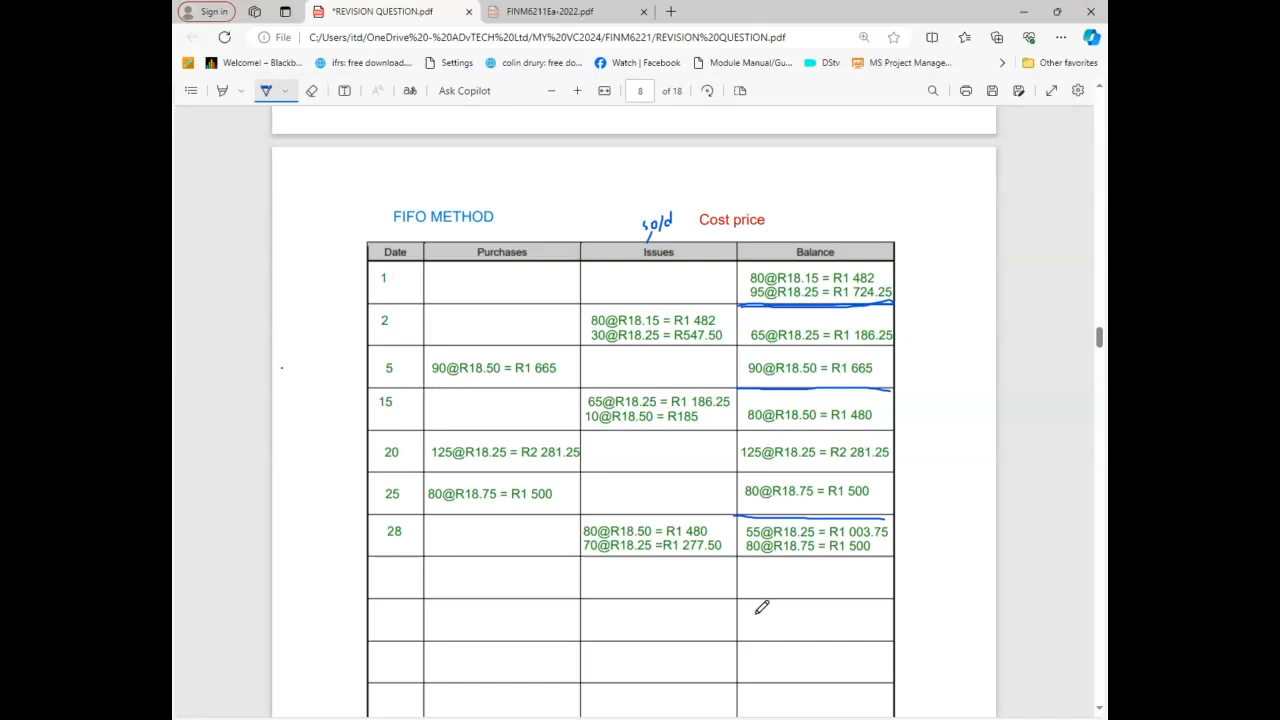 Sign in
*REVISION QUESTION.pdf
FINM6211Ea-2022.pdf
File
C:/Users/itd/OneDrive%20-%20ADvTECH%20Ltd/MY%20VC2024/FINM6221/REVISION%20QUESTION.pdf
Welcome! – Blackb...
ifrs: free downloa...
Settings
colin drury: free do...
Watch | Facebook
Module Manual/Gu...
DStv
MS Project Manage...
Other favorites
Ask Copilot
8 of 18
FIFO METHOD
sold
Cost price
Date Purchases Issues Balance
1 80@R18.15 = R1 482
95@R18.25 = R1 724.25
2 80@R18.15 = R1 482
30@R18.25 = R547.50 65@R18.25 = R1 186.25
5 90@R18.50 = R1 665 90@R18.50 = R1 665
15 65@R18.25 = R1 186.25
10@R18.50 = R185 80@R18.50 = R1 480
20 125@R18.25 = R2 281.25 125@R18.25 = R2 281.25
25 80@R18.75 = R1 500 80@R18.75 = R1 500
28 80@R18.50 = R1 480 55@R18.25 = R1 003.75
70@R18.25 =R1 277.50 80@R18.75 = R1 500